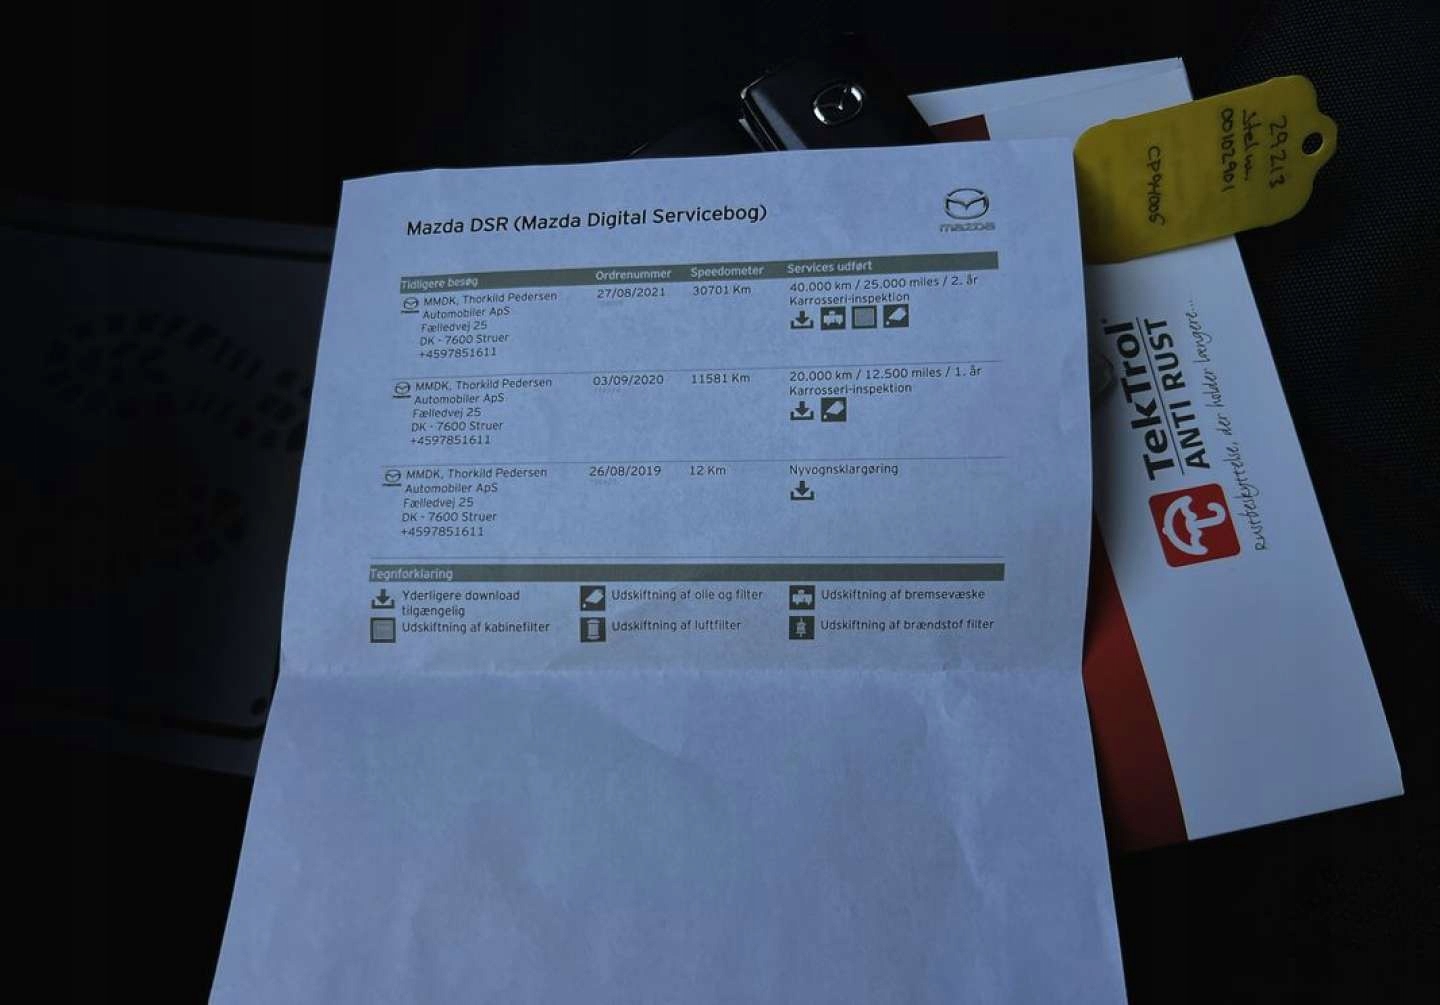 Mazda DSR (Mazda Digital Servicebog)
mazda
Tidligere besøg Ordrenummer Speedometer Services udført
MMDK, Thorkild Pedersen 27/08/2021 30701 Km 40.000 km / 25.000 miles / 2. år
Automobiler ApS Karrosseri-inspektion
Fælledvej 25
DK - 7600 Struer
+4597851611
MMDK, Thorkild Pedersen 03/09/2020 11581 Km 20.000 km / 12.500 miles / 1. år
Automobiler ApS Karrosseri-inspektion
Fælledvej 25
DK - 7600 Struer
+4597851611
MMDK, Thorkild Pedersen 26/08/2019 12 Km Nyvognsklargøring
Automobiler ApS
Fælledvej 25
DK - 7600 Struer
+4597851611
Tegnforklaring
Yderligere download Udskiftning af olie og filter Udskiftning af bremsevæske
tilgængelig
Udskiftning af kabinefilter Udskiftning af luftfilter Udskiftning af brændstof filter
29213
Stel nr.
00102901
TekTrol
ANTI RUST
Rustbeskyttelse, der holder længere...